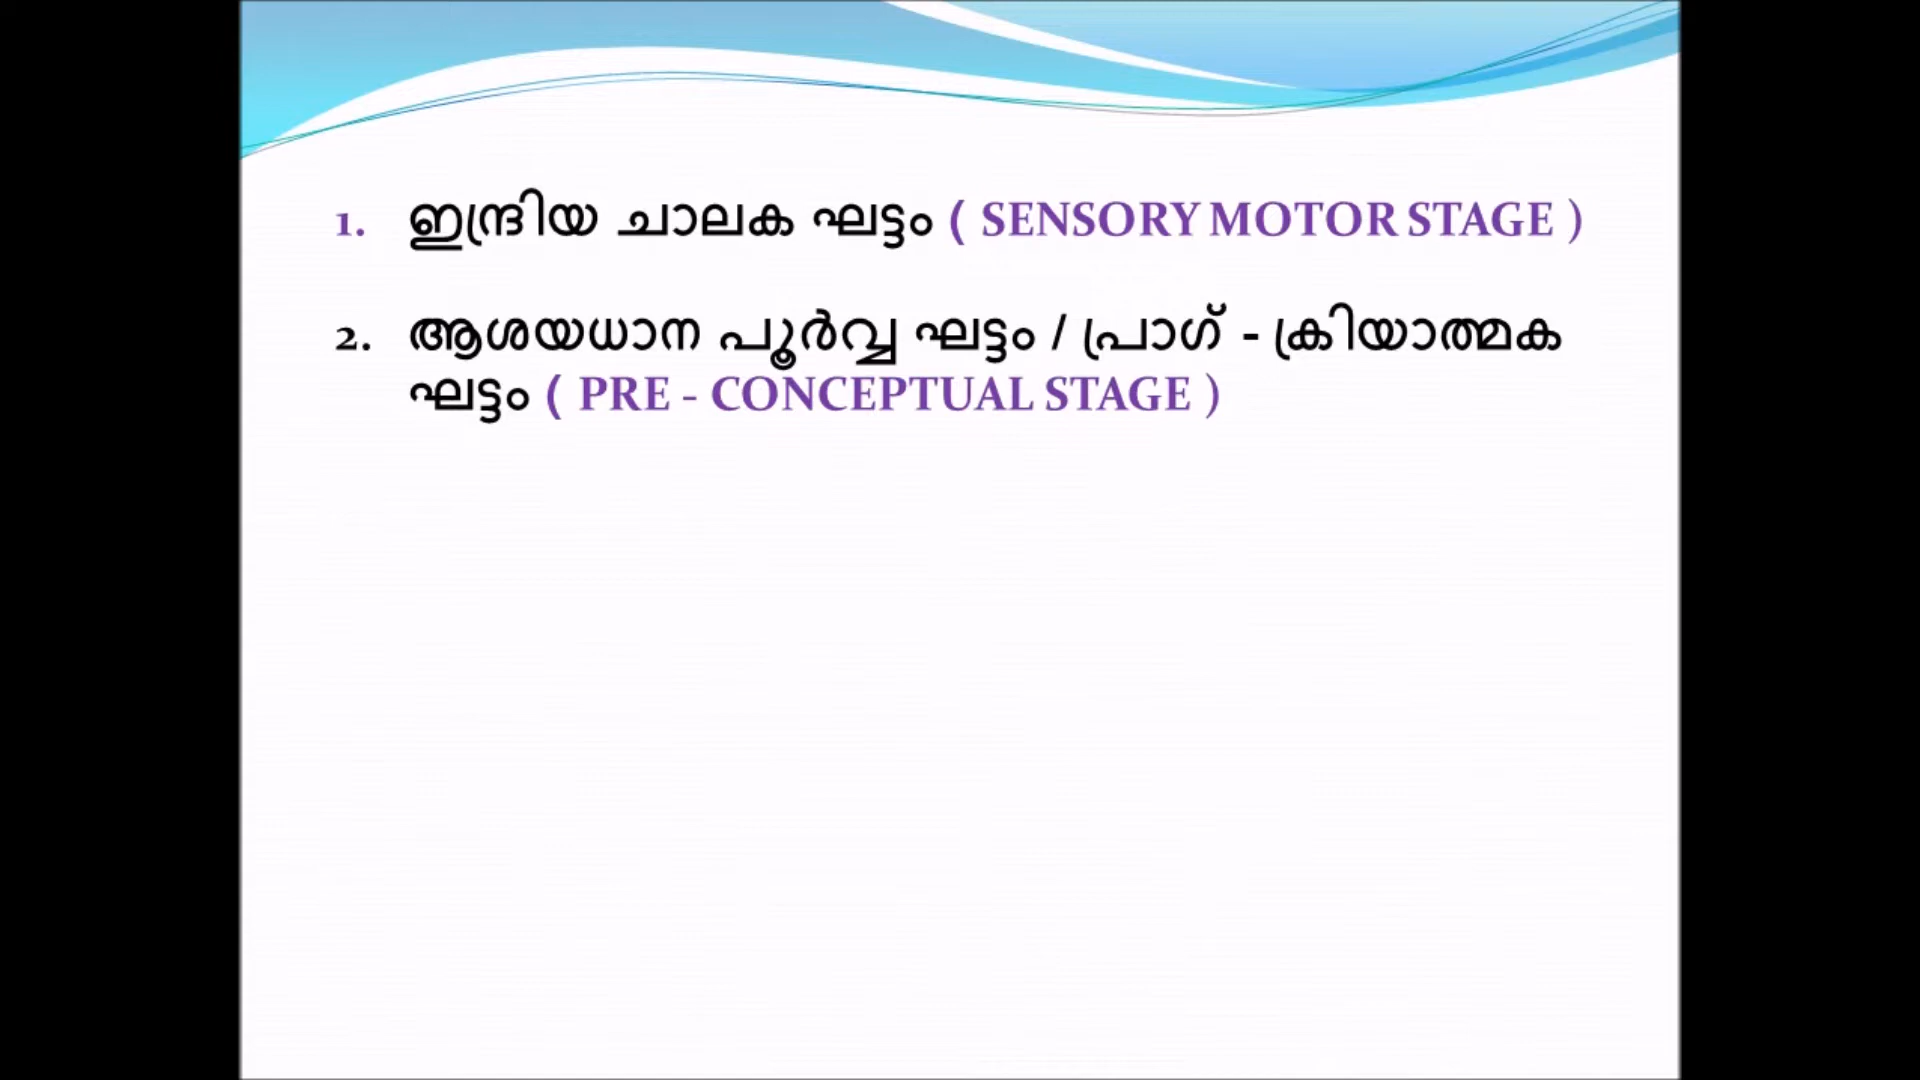 1. ഇന്ദ്രിയ ചാലക ഘട്ടം ( SENSORY MOTOR STAGE )
2. ആശയധാന പൂർവ്വ ഘട്ടം / പ്രാഗ് - ക്രിയാത്മക
ഘട്ടം ( PRE - CONCEPTUAL STAGE )